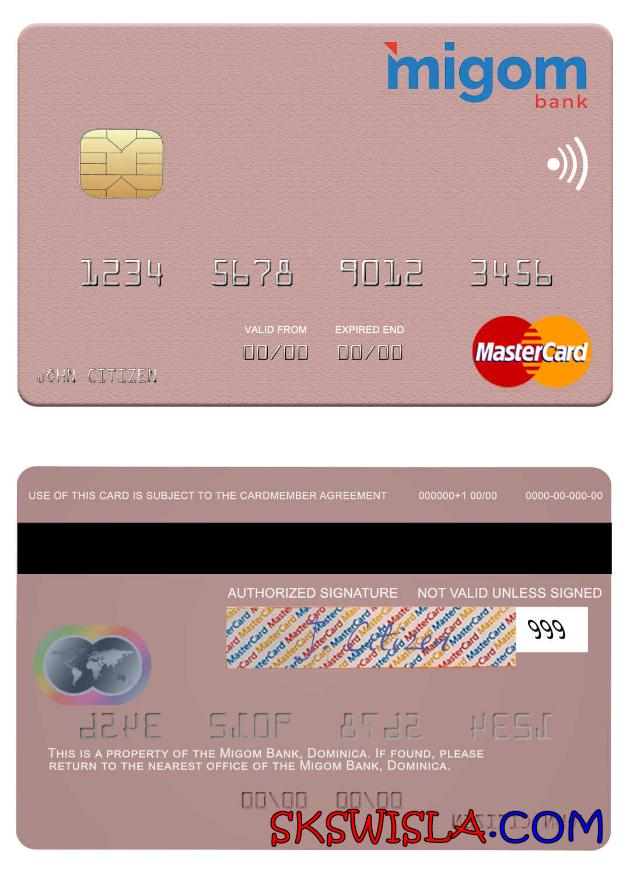 migom
bank
1234 5678 9012 3456
VALID FROM EXPIRED END
00/00 00/00
MasterCard
JOHN CITIZEN
USE OF THIS CARD IS SUBJECT TO THE CARDMEMBER AGREEMENT 000000+1 00/00 0000-00-000-00
AUTHORIZED SIGNATURE NOT VALID UNLESS SIGNED
J. Citizen
999
THIS IS A PROPERTY OF THE MIGOM BANK, DOMINICA. IF FOUND, PLEASE
RETURN TO THE NEAREST OFFICE OF THE MIGOM BANK, DOMINICA.
00/00 00/00
SKSWISLA.COM